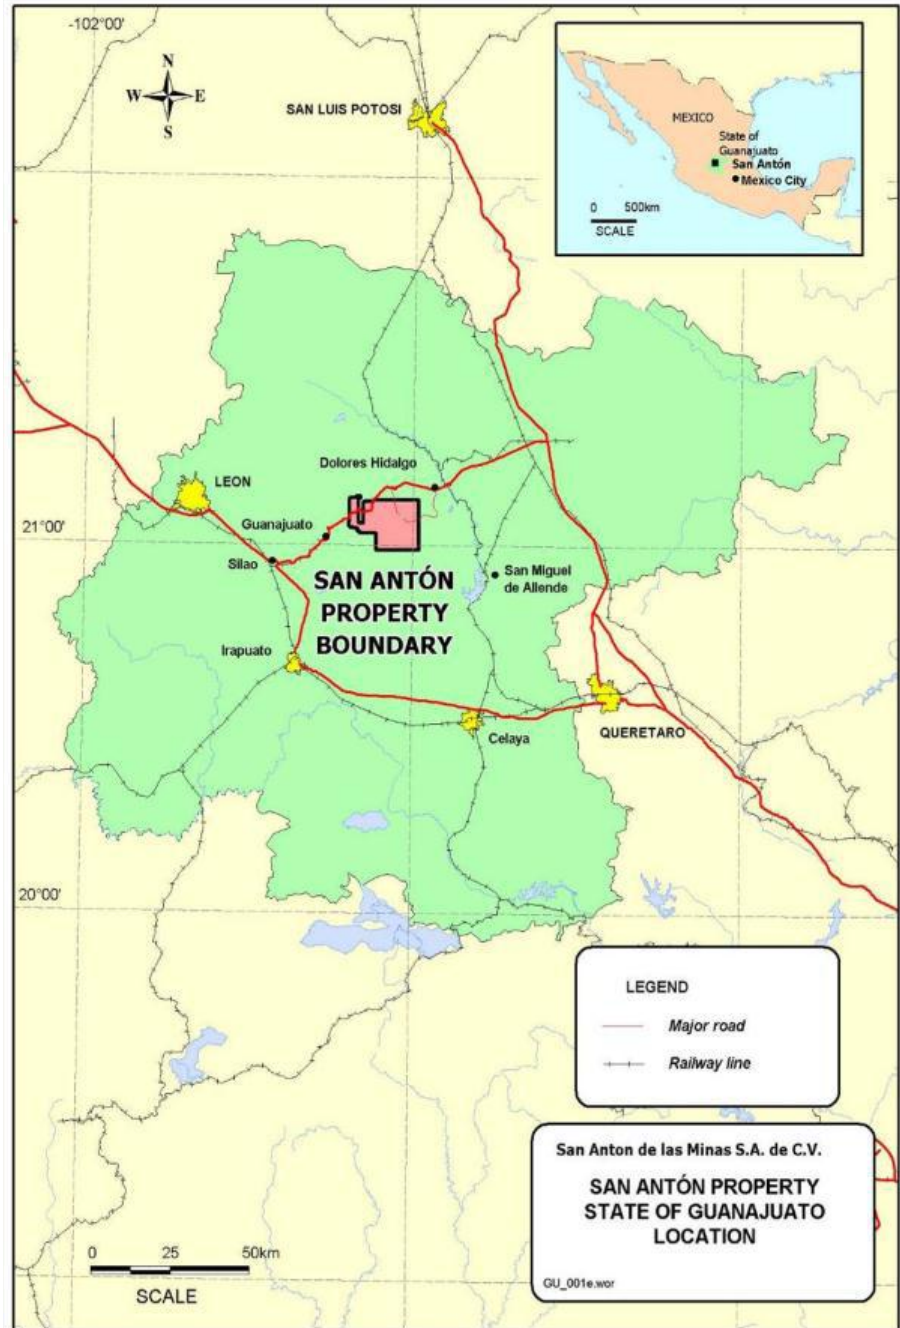 -102°00'
N
W E
S
SAN LUIS POTOSI
MEXICO
State of
Guanajuato
San Antón
Mexico City
0 500km
SCALE
Dolores Hidalgo
LEON
Guanajuato
21°00'
Silao
SAN ANTÓN
PROPERTY
BOUNDARY
San Miguel
de Allende
Irapuato
Celaya
QUERETARO
20°00'
LEGEND
Major road
Railway line
San Anton de las Minas S.A. de C.V.
SAN ANTÓN PROPERTY
STATE OF GUANAJUATO
LOCATION
GU_001e.wor
0 25 50km
SCALE